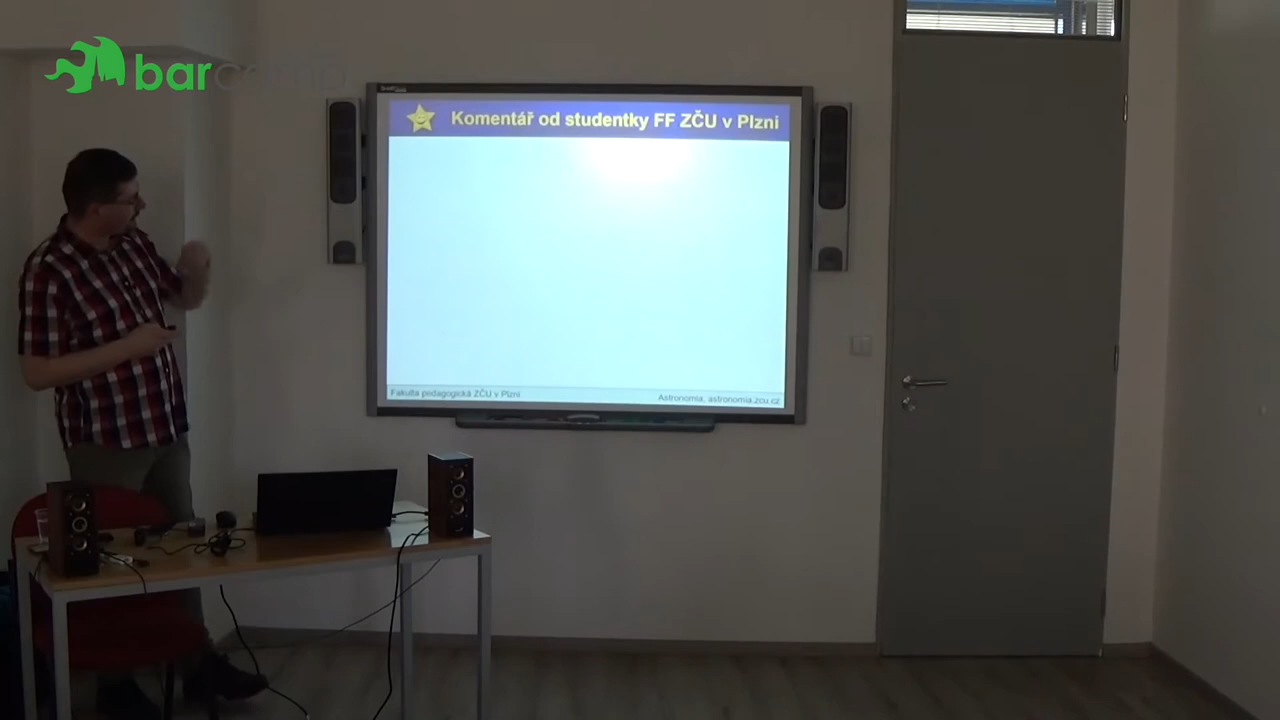 barcamp
Komentář od studentky FF ZČU v Plzni
Fakulta pedagogická ZČU v Plzni
Astronomia, astronomia.zcu.cz